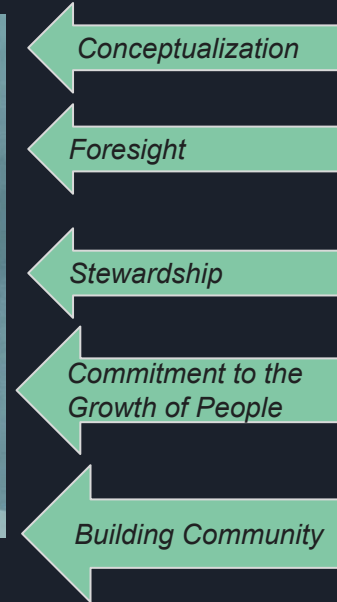 Conceptualization
Foresight
Stewardship
Commitment to the
Growth of People
Building Community